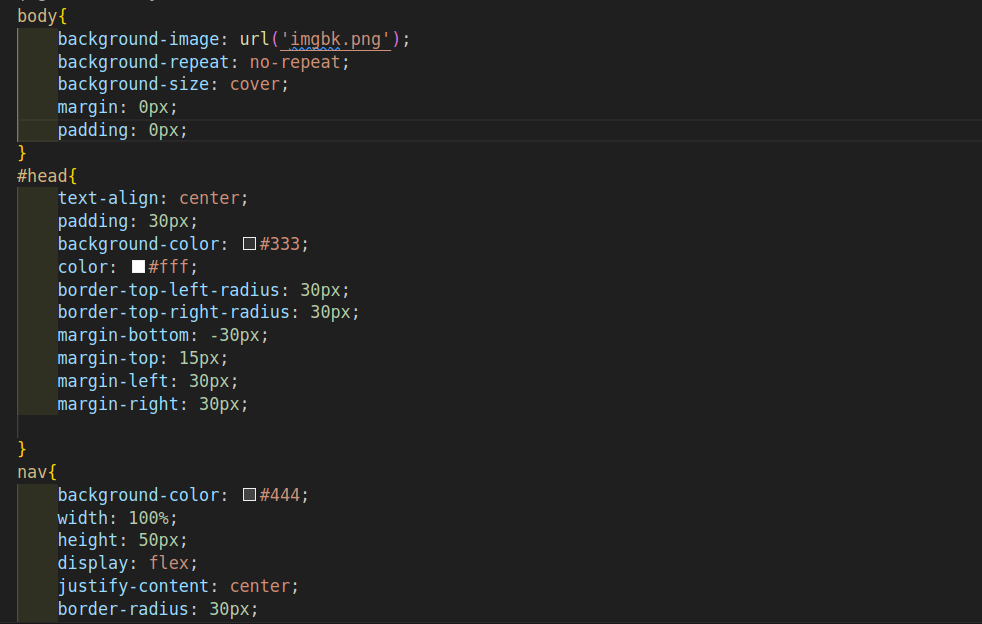 body{
    background-image: url('imgbk.png');
    background-repeat: no-repeat;
    background-size: cover;
    margin: 0px;
    padding: 0px;
}
#head{
    text-align: center;
    padding: 30px;
    background-color: #333;
    color: #fff;
    border-top-left-radius: 30px;
    border-top-right-radius: 30px;
    margin-bottom: -30px;
    margin-top: 15px;
    margin-left: 30px;
    margin-right: 30px;

}
nav{
    background-color: #444;
    width: 100%;
    height: 50px;
    display: flex;
    justify-content: center;
    border-radius: 30px;